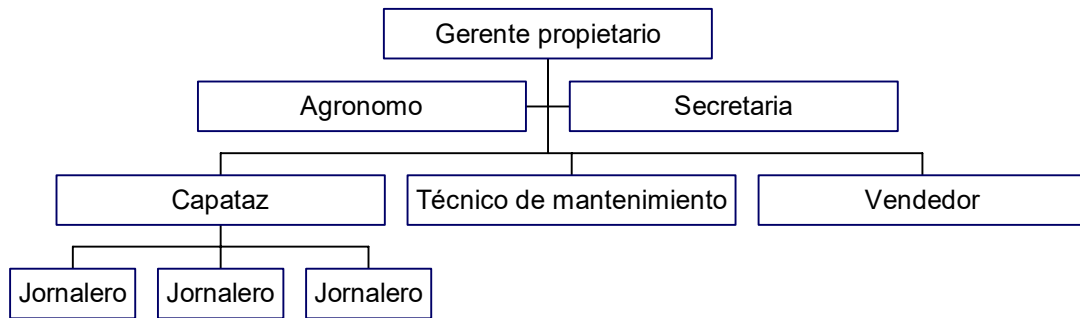 Gerente propietario
Agronomo
Secretaria
Capataz
Técnico de mantenimiento
Vendedor
Jornalero
Jornalero
Jornalero